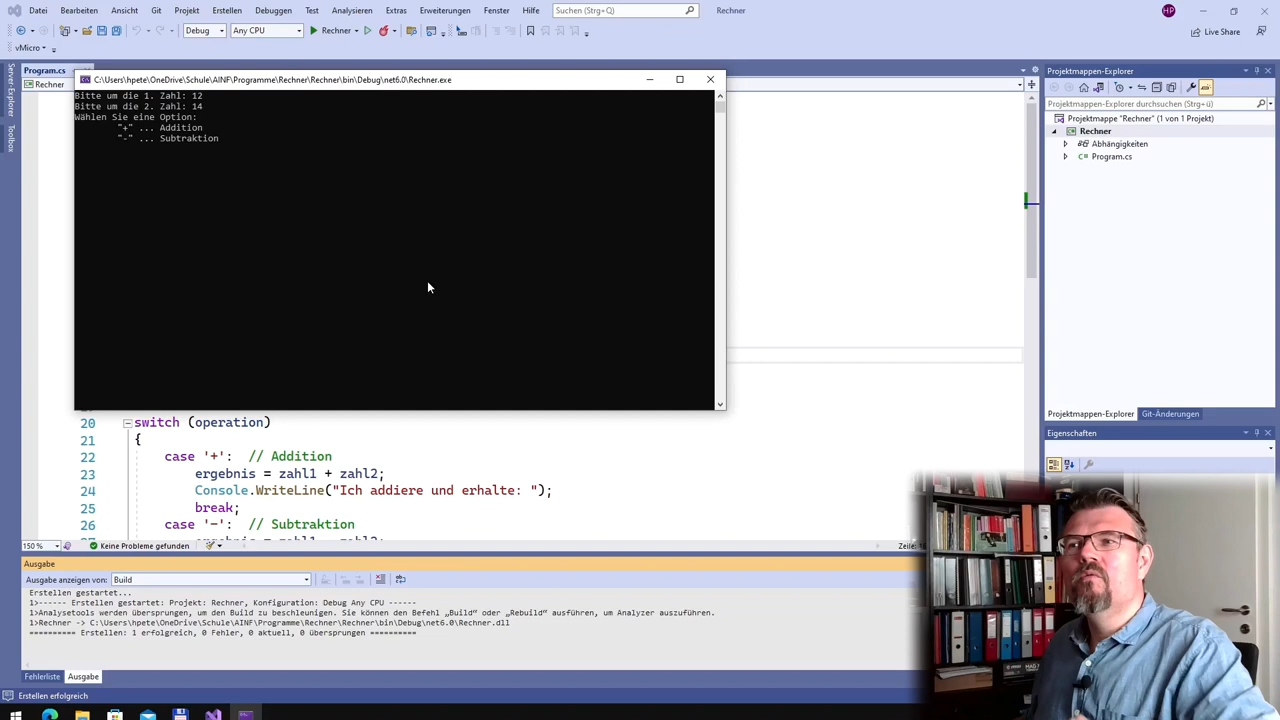 Datei Bearbeiten Ansicht Git Projekt Erstellen Debuggen Test Analysieren Extras Erweiterungen Fenster Hilfe Suchen (Strg+Q) Rechner HP
Debug Any CPU Rechner Live Share
vMicro
Server-Explorer
Toolbox
Program.cs
Rechner
C:\Users\hpete\OneDrive\Schule\AINF\Programme\Rechner\Rechner\bin\Debug\net6.0\Rechner.exe
Bitte um die 1. Zahl: 12
Bitte um die 2. Zahl: 14
Wählen Sie eine Option:
"+" ... Addition
"-" ... Subtraktion
20 switch (operation)
21 {
22 case '+': // Addition
23 ergebnis = zahl1 + zahl2;
24 Console.WriteLine("Ich addiere und erhalte: ");
25 break;
26 case '-': // Subtraktion
150 % Keine Probleme gefunden Zeile:
Ausgabe
Ausgabe anzeigen von: Build
Erstellen gestartet...
1>------ Erstellen gestartet: Projekt: Rechner, Konfiguration: Debug Any CPU ------
1>Analysetools werden übersprungen, um den Build zu beschleunigen. Sie können den Befehl „Build“ oder „Rebuild“ ausführen, um Analyzer auszuführen.
1>Rechner -> C:\Users\hpete\OneDrive\Schule\AINF\Programme\Rechner\Rechner\bin\Debug\net6.0\Rechner.dll
========== Erstellen: 1 erfolgreich, 0 Fehler, 0 aktuell, 0 übersprungen ==========
Fehlerliste Ausgabe
Erstellen erfolgreich
Projektmappen-Explorer
Projektmappen-Explorer durchsuchen (Strg+ü)
Projektmappe "Rechner" (1 von 1 Projekt)
Rechner
Abhängigkeiten
Program.cs
Projektmappen-Explorer Git-Änderungen
Eigenschaften